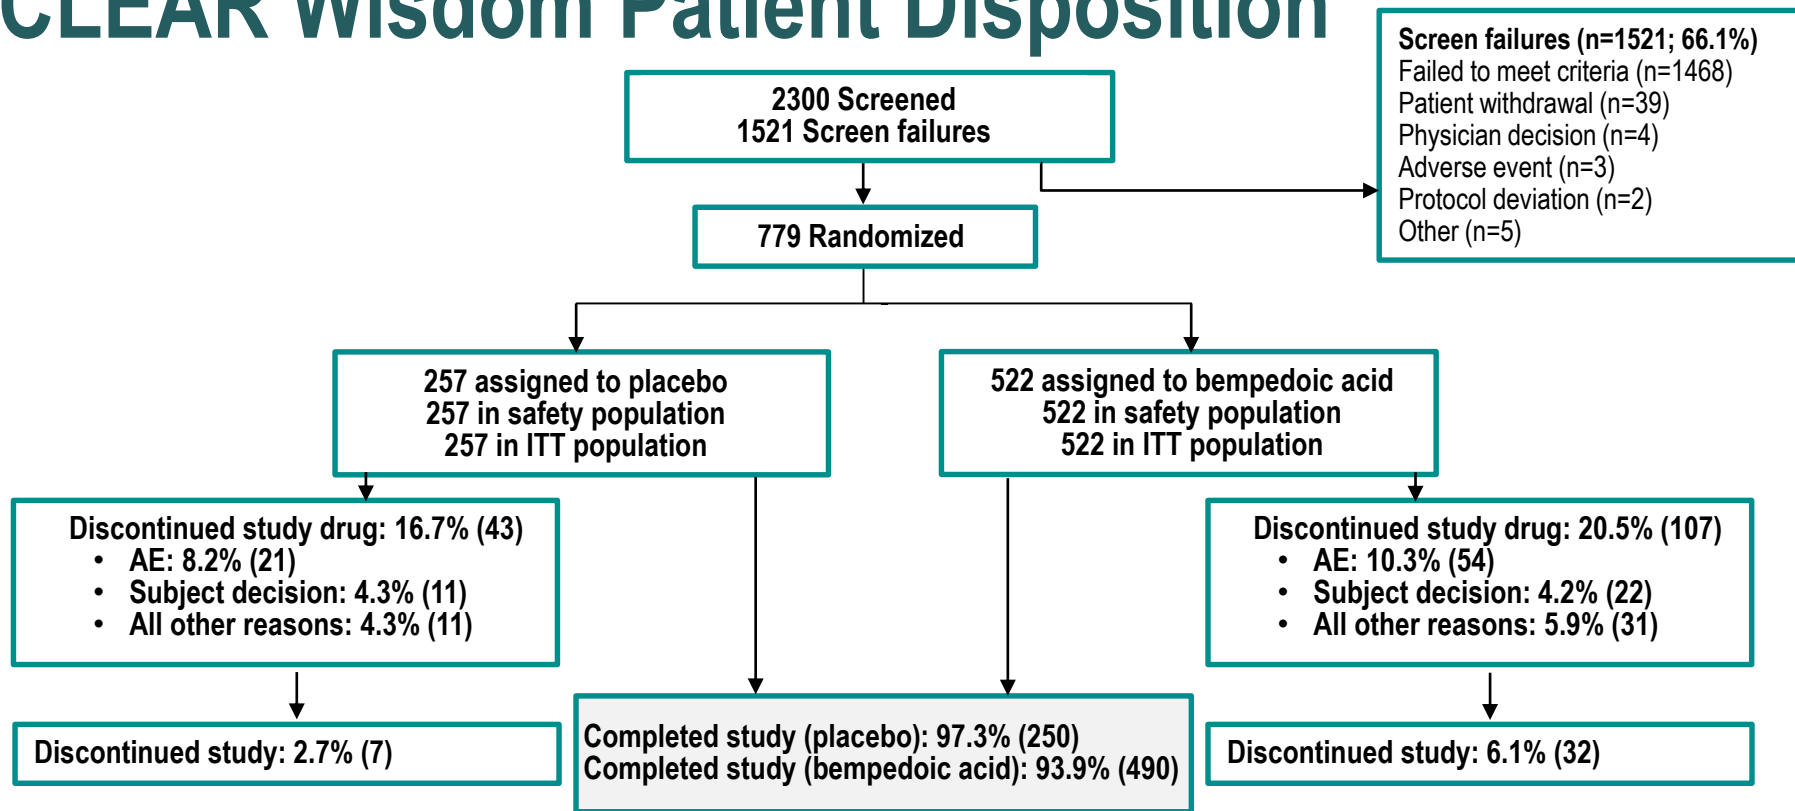 CLEAR Wisdom Patient Disposition
Screen failures (n=1521; 66.1%)
Failed to meet criteria (n=1468)
Patient withdrawal (n=39)
Physician decision (n=4)
Adverse event (n=3)
Protocol deviation (n=2)
Other (n=5)
2300 Screened
1521 Screen failures
779 Randomized
257 assigned to placebo
257 in safety population
257 in ITT population
522 assigned to bempedoic acid
522 in safety population
522 in ITT population
Discontinued study drug: 16.7% (43)
• AE: 8.2% (21)
• Subject decision: 4.3% (11)
• All other reasons: 4.3% (11)
Discontinued study drug: 20.5% (107)
• AE: 10.3% (54)
• Subject decision: 4.2% (22)
• All other reasons: 5.9% (31)
Discontinued study: 2.7% (7)
Completed study (placebo): 97.3% (250)
Completed study (bempedoic acid): 93.9% (490)
Discontinued study: 6.1% (32)